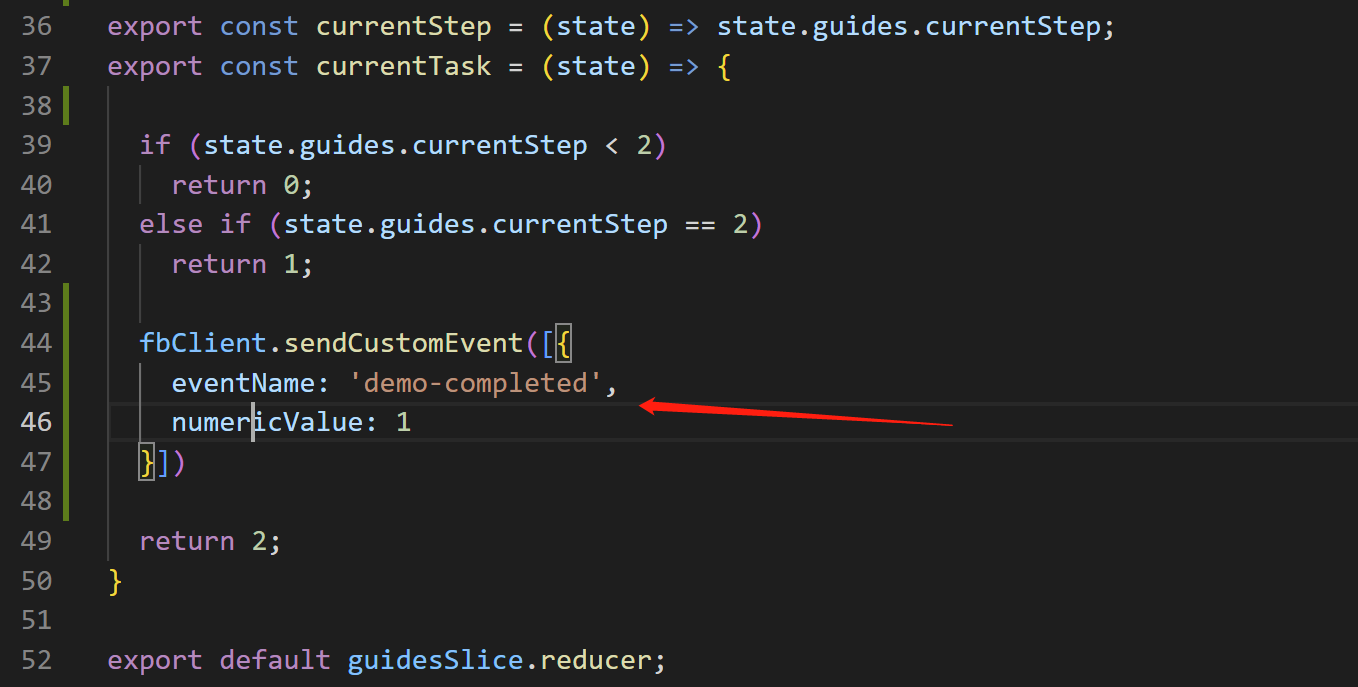 36 export const currentStep = (state) => state.guides.currentStep;
37 export const currentTask = (state) => {
38
39 if (state.guides.currentStep < 2)
40 return 0;
41 else if (state.guides.currentStep == 2)
42 return 1;
43
44 fbClient.sendCustomEvent([{
45 eventName: 'demo-completed',
46 numericValue: 1
47 }])
48
49 return 2;
50 }
51
52 export default guidesSlice.reducer;